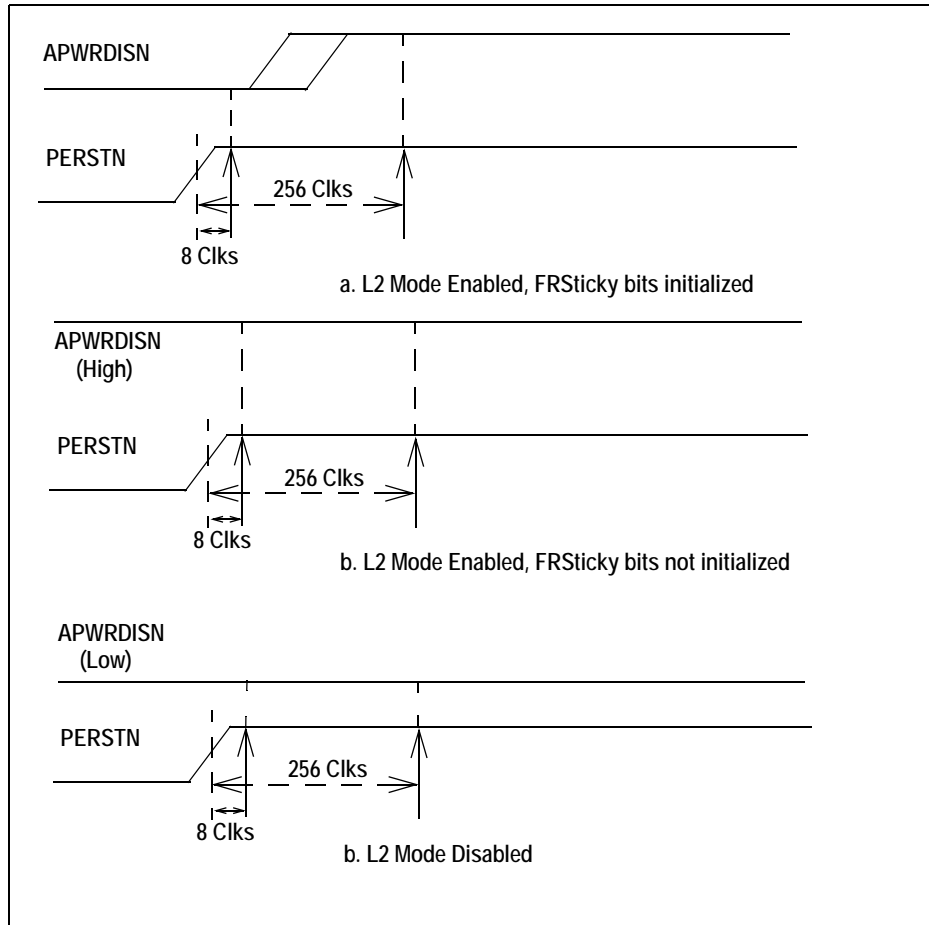 APWRDISN
PERSTN
256 Clks
8 Clks
a. L2 Mode Enabled, FRSticky bits initialized
APWRDISN
(High)
PERSTN
256 Clks
8 Clks
b. L2 Mode Enabled, FRSticky bits not initialized
APWRDISN
(Low)
PERSTN
256 Clks
8 Clks
b. L2 Mode Disabled